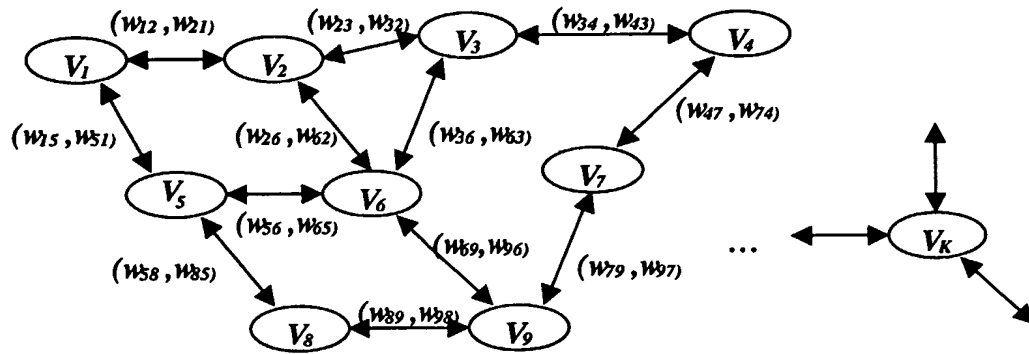 (w12, w21)
(w23, w32)
(w34, w43)
V1
V2
V3
V4
(w15, w51)
(w26, w62)
(w36, w63)
(w47, w74)
V5
V6
V7
(w56, w65)
(w69, w96)
...
VK
(w58, w85)
(w79, w97)
(w89, w98)
V8
V9